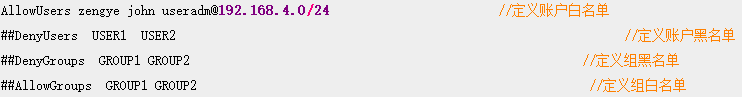 AllowUsers zengye john useradm@192.168.4.0/24 //定义账户白名单
##DenyUsers USER1 USER2 //定义账户黑名单
##DenyGroups GROUP1 GROUP2 //定义组黑名单
##AllowGroups GROUP1 GROUP2 //定义组白名单